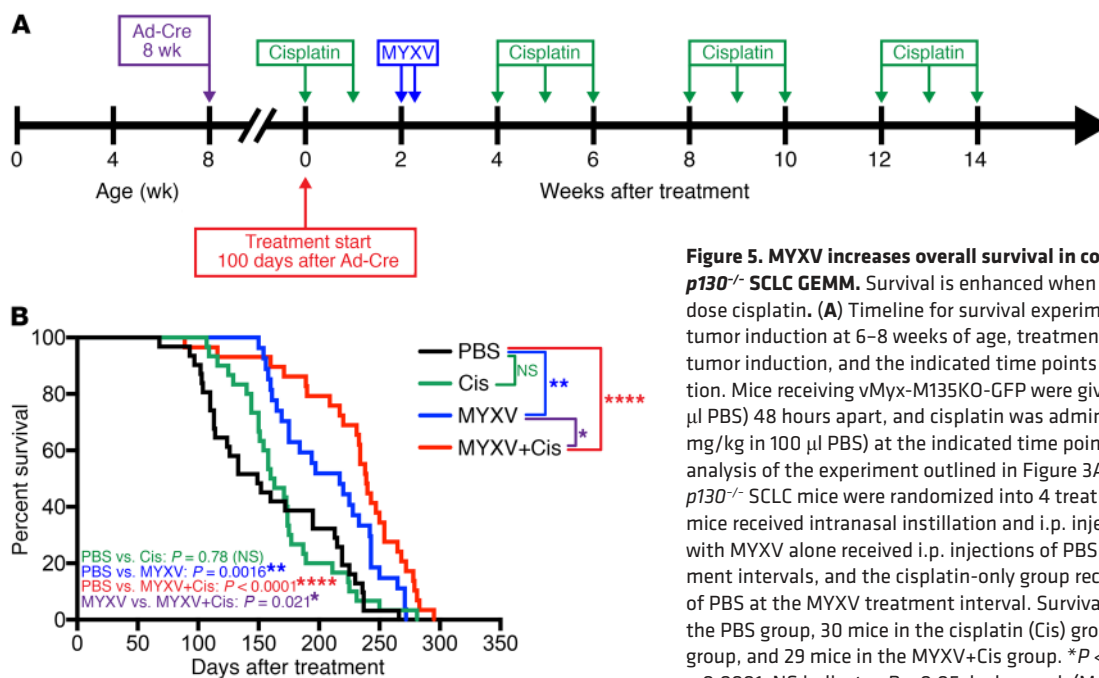 A
Ad-Cre
8 wk
Cisplatin
MYXV
Cisplatin
Cisplatin
Cisplatin
0 4 8 0 2 4 6 8 10 12 14
Age (wk)
Weeks after treatment
Treatment start
100 days after Ad-Cre
B
100
80
60
40
20
0
Percent survival
PBS
Cis
MYXV
MYXV+Cis
NS
**
*
****
PBS vs. Cis: P = 0.78 (NS)
PBS vs. MYXV: P = 0.0016**
PBS vs. MYXV+Cis: P < 0.0001****
MYXV vs. MYXV+Cis: P = 0.021*
0 50 100 150 200 250 300 350
Days after treatment
Figure 5. MYXV increases overall survival in co
p130-/- SCLC GEMM. Survival is enhanced when
dose cisplatin. (A) Timeline for survival experim
tumor induction at 6–8 weeks of age, treatment
tumor induction, and the indicated time points
tion. Mice receiving vMyx-M135KO-GFP were giv
μl PBS) 48 hours apart, and cisplatin was admin
mg/kg in 100 μl PBS) at the indicated time poin
analysis of the experiment outlined in Figure 3A
p130-/- SCLC mice were randomized into 4 treat
mice received intranasal instillation and i.p. inje
with MYXV alone received i.p. injections of PBS
ment intervals, and the cisplatin-only group rec
of PBS at the MYXV treatment interval. Survival
the PBS group, 30 mice in the cisplatin (Cis) gro
group, and 29 mice in the MYXV+Cis group. *P <